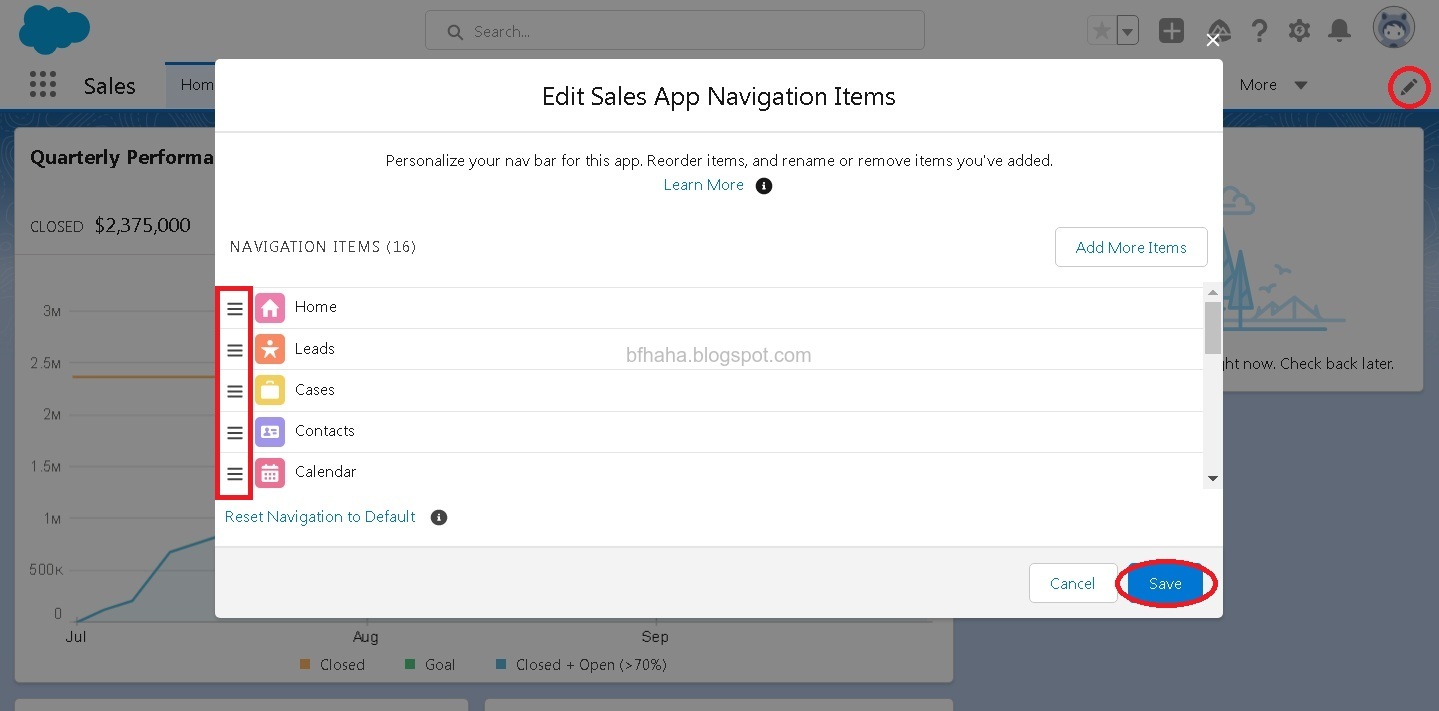 Search...
Sales
Hom
More
Edit Sales App Navigation Items
Quarterly Performa
Personalize your nav bar for this app. Reorder items, and rename or remove items you've added.
Learn More
CLOSED $2,375,000
NAVIGATION ITEMS (16)
Add More Items
3M
Home
Leads
bfhaha.blogspot.com
2.5M
ght now. Check back later.
Cases
2M
Contacts
1.5M
Calendar
1M
Reset Navigation to Default
500K
Cancel
Save
0
Jul
Aug
Sep
Closed
Goal
Closed + Open (>70%)